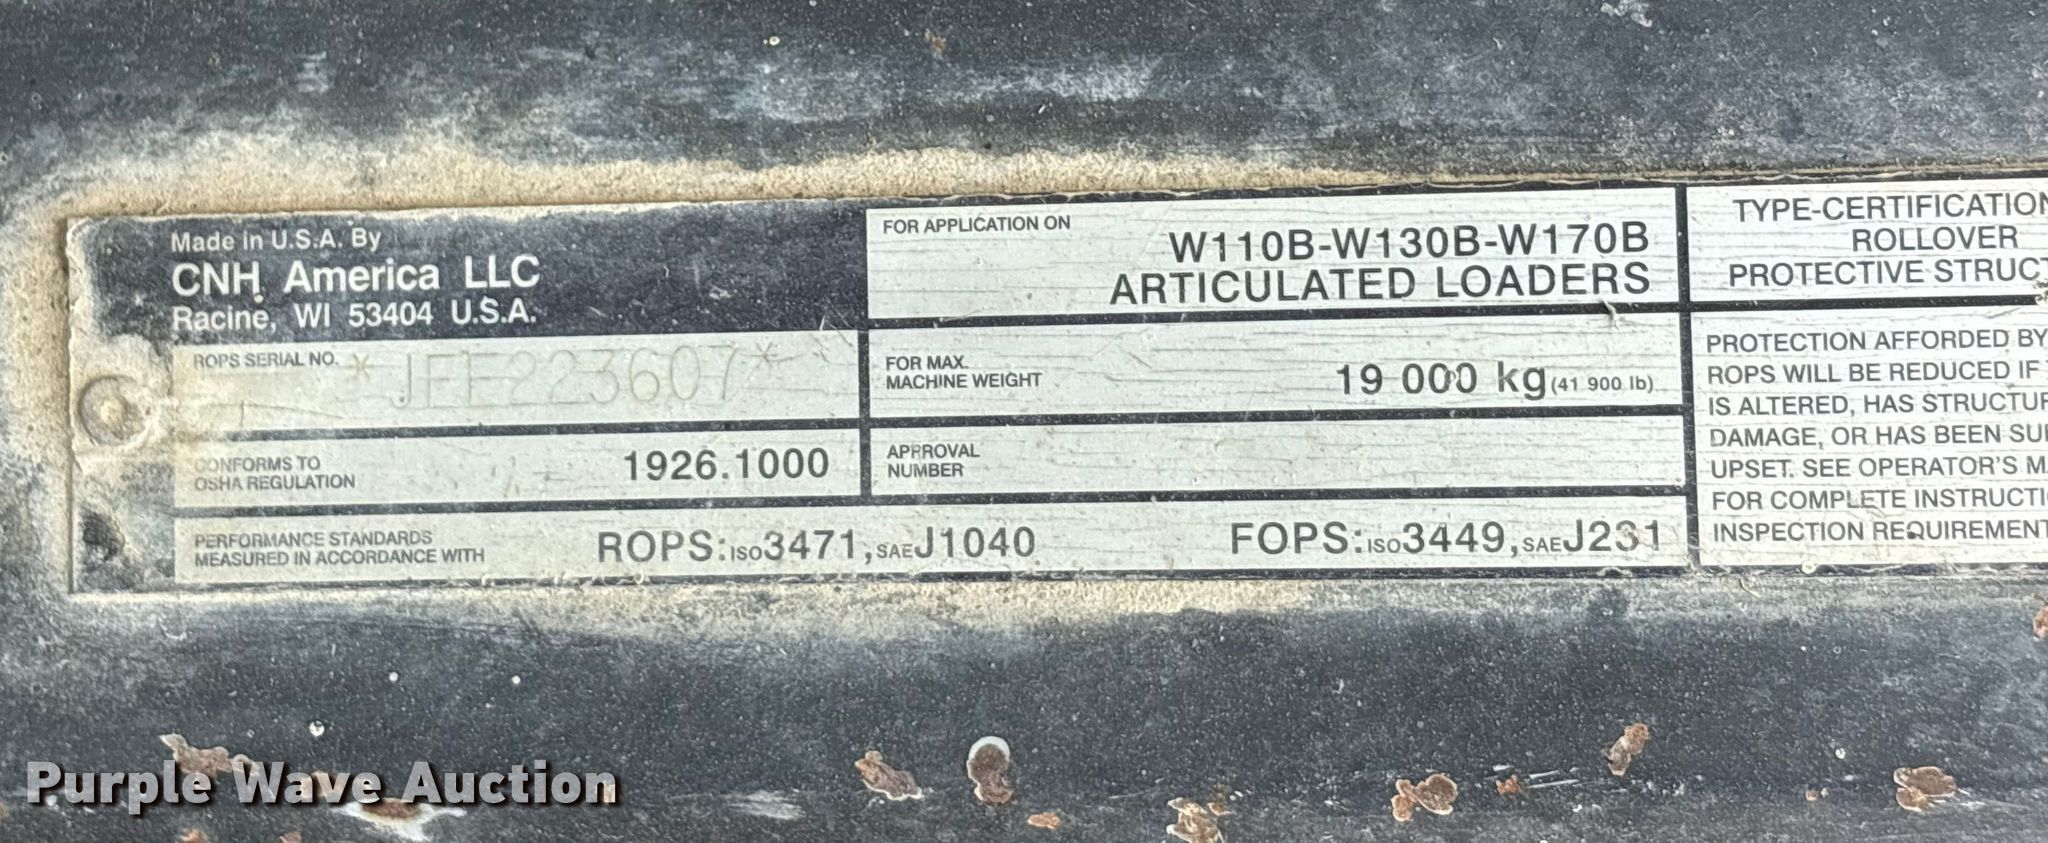 Made in U.S.A. By
CNH America LLC
Racine, WI 53404 U.S.A.
ROPS SERIAL NO. *JEE223607*
CONFORMS TO
OSHA REGULATION
1926.1000
PERFORMANCE STANDARDS
MEASURED IN ACCORDANCE WITH
ROPS: ISO 3471, SAE J1040
FOPS: ISO 3449, SAE J231
FOR APPLICATION ON
W110B-W130B-W170B
ARTICULATED LOADERS
FOR MAX.
MACHINE WEIGHT
19 000 kg (41 900 lb)
APPROVAL
NUMBER
TYPE-CERTIFICATION
ROLLOVER
PROTECTIVE STRUCT
PROTECTION AFFORDED BY
ROPS WILL BE REDUCED IF
IS ALTERED, HAS STRUCTUR
DAMAGE, OR HAS BEEN SU
UPSET. SEE OPERATOR'S MA
FOR COMPLETE INSTRUCTI
INSPECTION REQUIREMENT
Purple Wave Auction